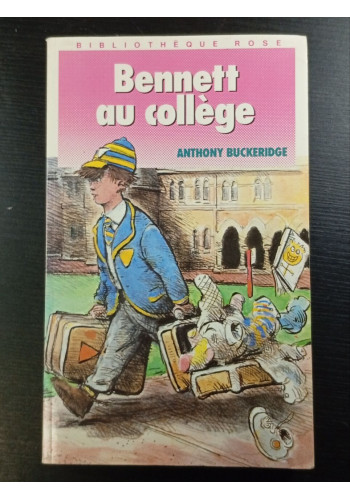 BIBLIOTHÈQUE ROSE
Bennett
au collège
ANTHONY BUCKERIDGE